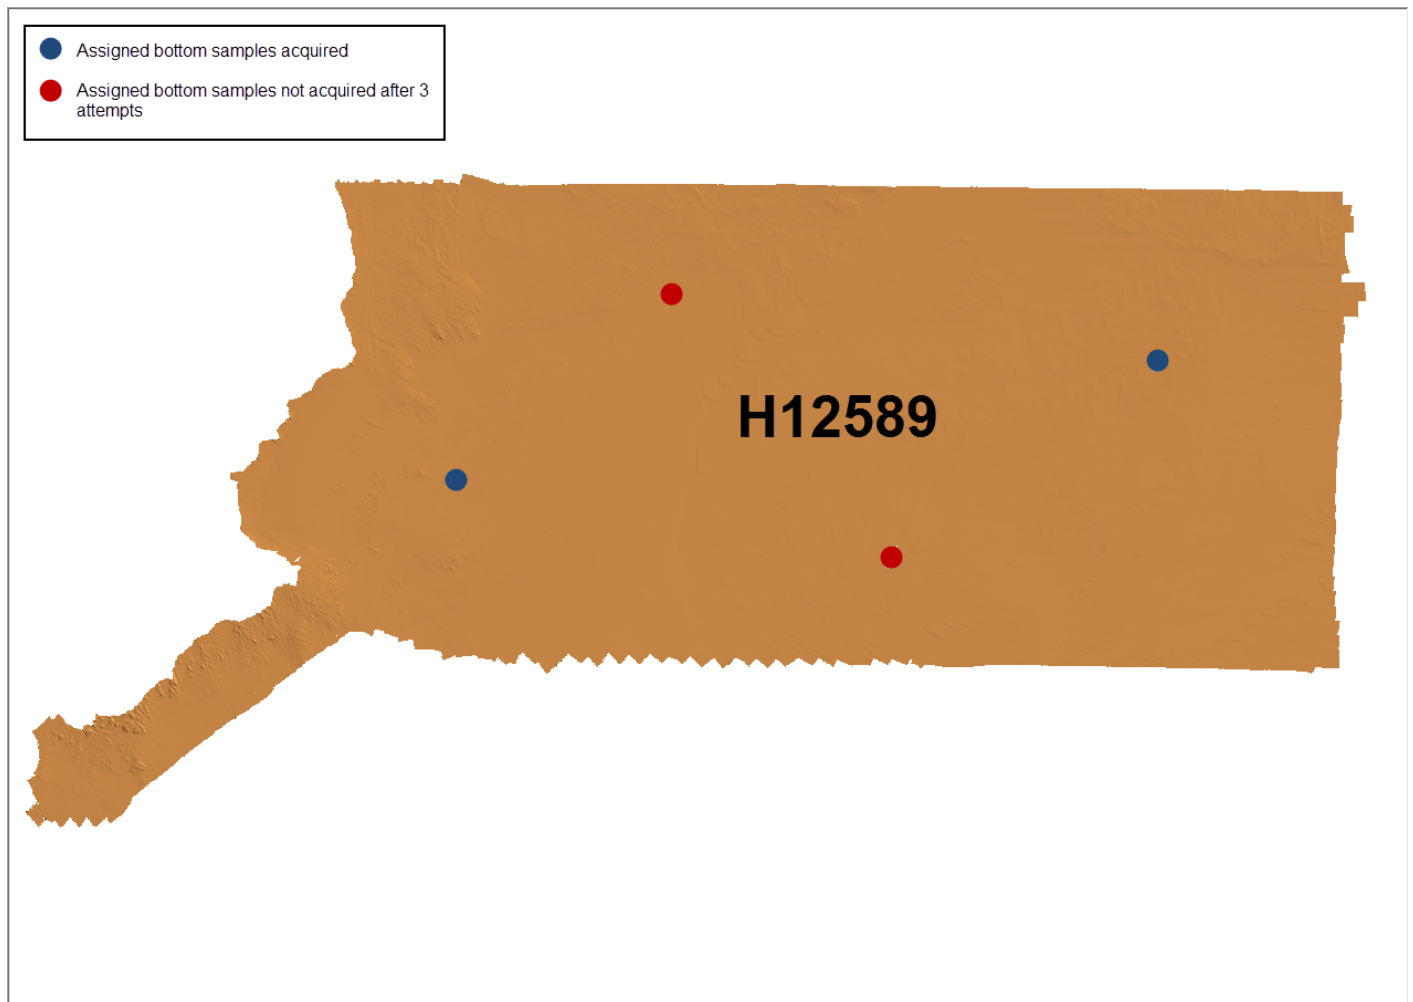 Assigned bottom samples acquired
Assigned bottom samples not acquired after 3
attempts
H12589